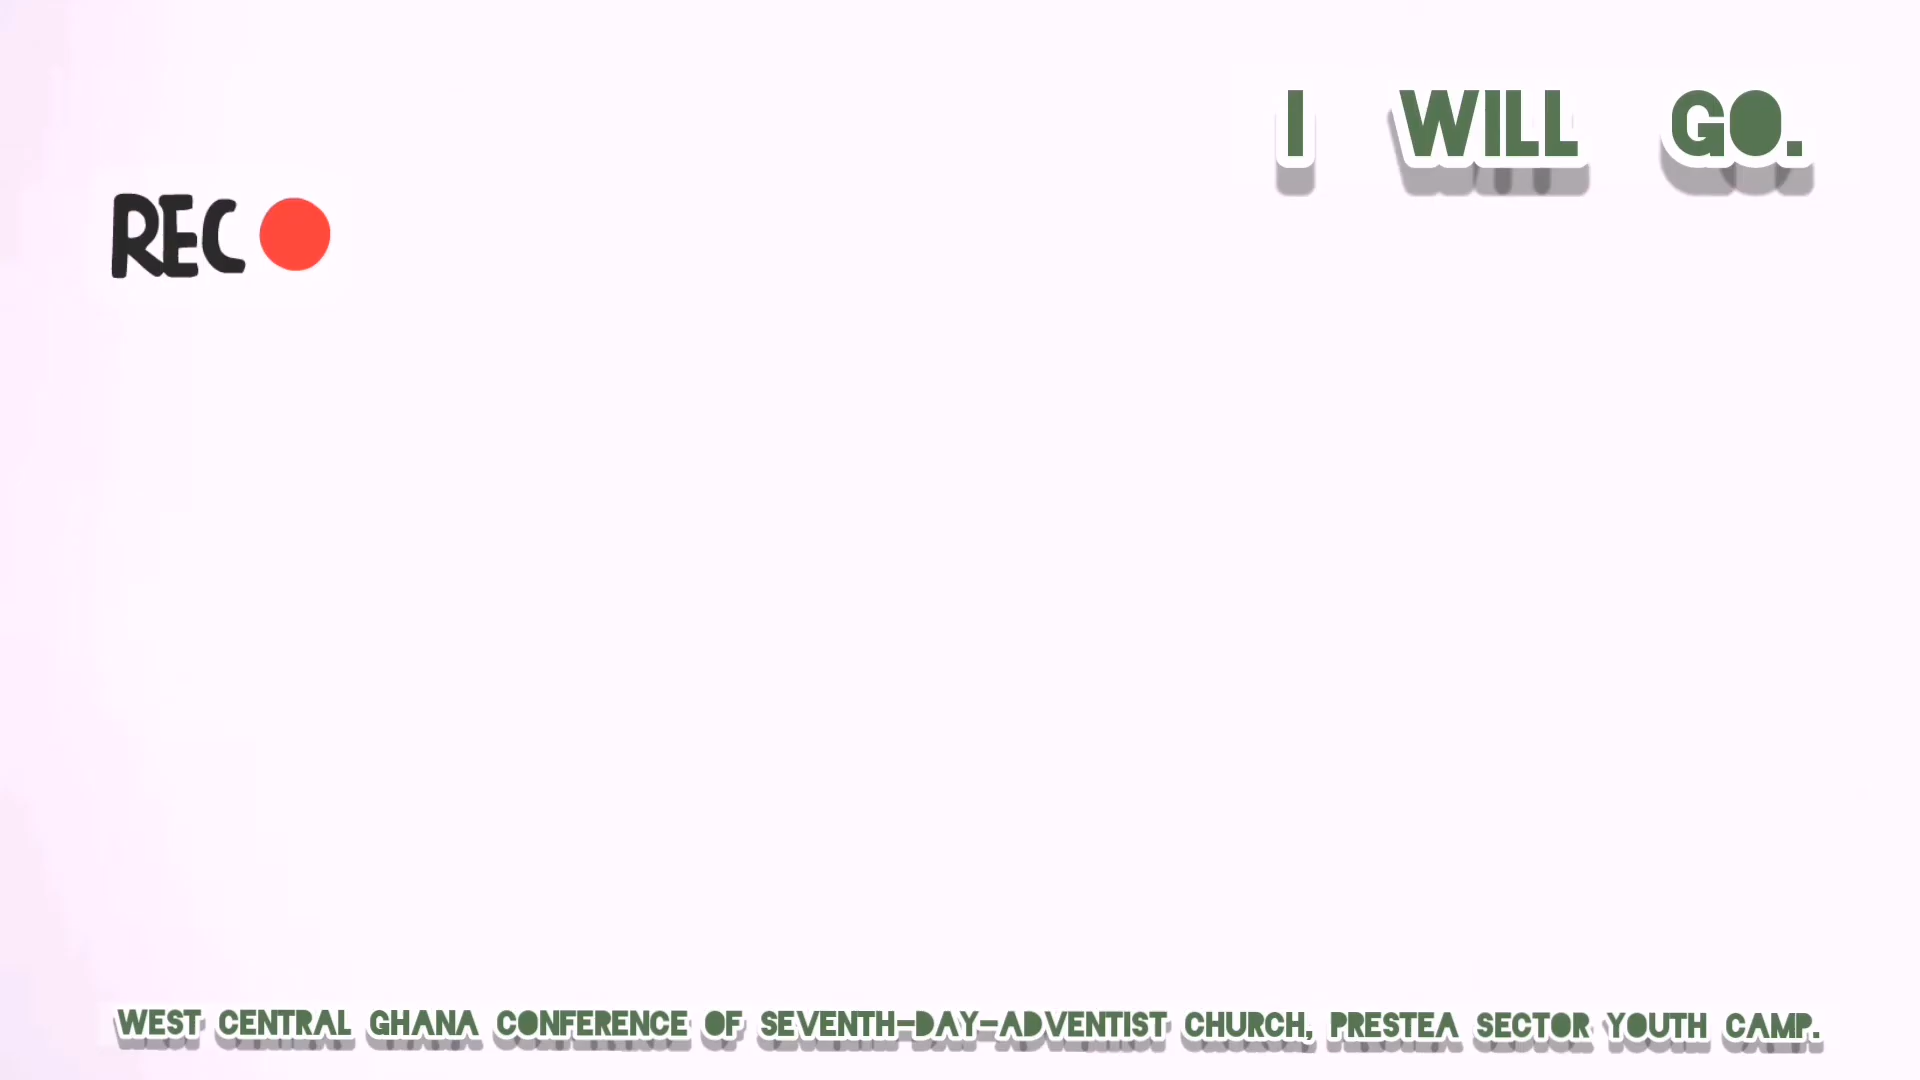 I WILL GO.
REC
WEST CENTRAL GHANA CONFERENCE OF SEVENTH-DAY-ADVENTIST CHURCH, PRESTEA SECTOR YOUTH CAMP.